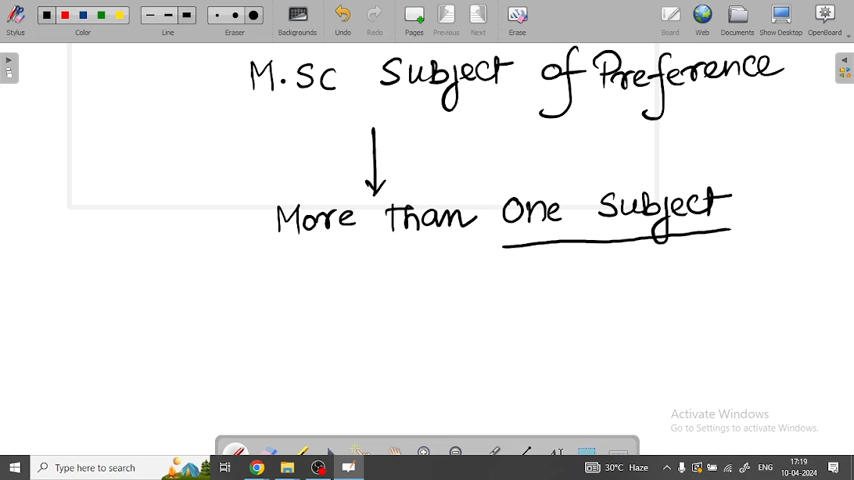 Stylus Color Line Eraser Backgrounds Undo Redo Pages Previous Next Erase Board Web Documents Show Desktop OpenBoard
M.Sc Subject of Preference
More Than One Subject
Activate Windows
Go to Settings to activate Windows.
Type here to search 30°C Haze ENG 17:19
10-04-2024